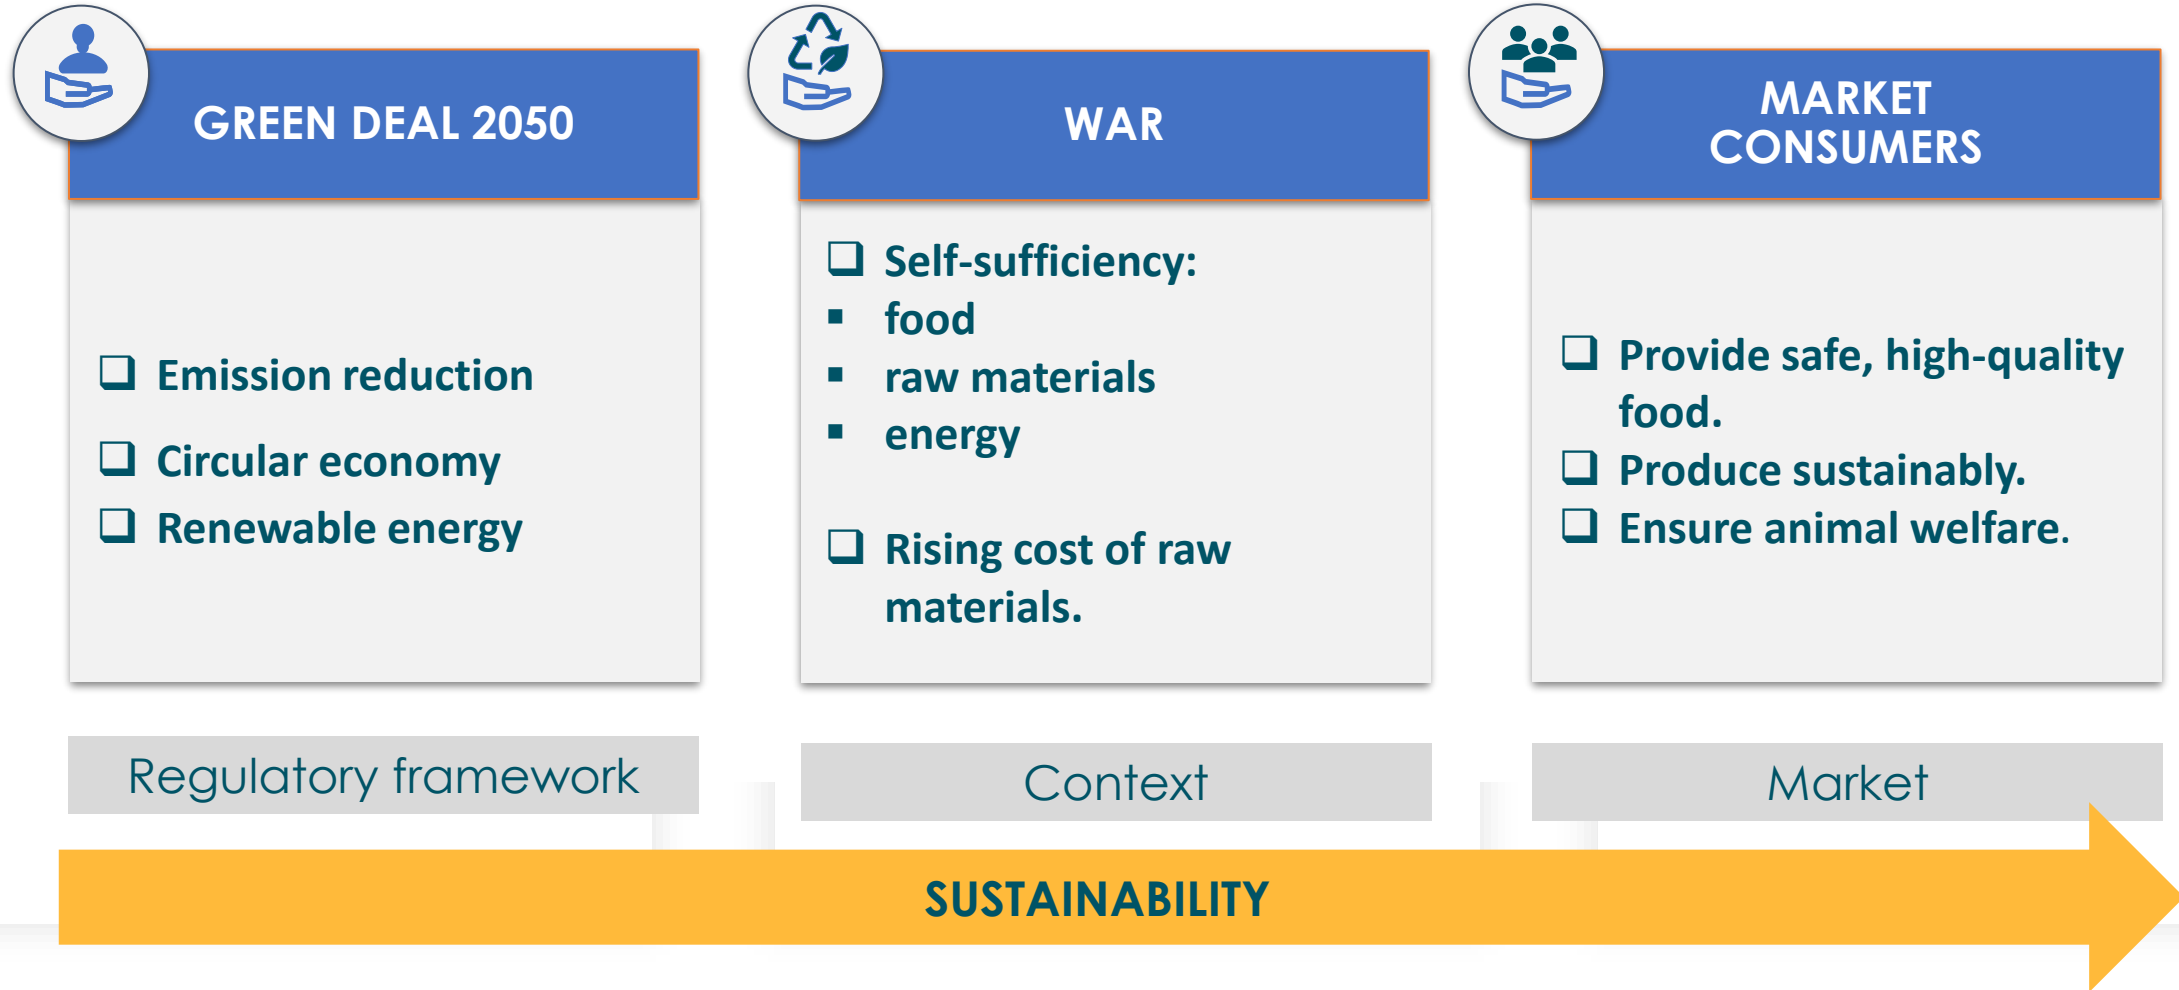 GREEN DEAL 2050
Emission reduction
Circular economy
Renewable energy
Regulatory framework
WAR
Self-sufficiency:
food
raw materials
energy
Rising cost of raw
materials.
Context
MARKET
CONSUMERS
Provide safe, high-quality
food.
Produce sustainably.
Ensure animal welfare.
Market
SUSTAINABILITY